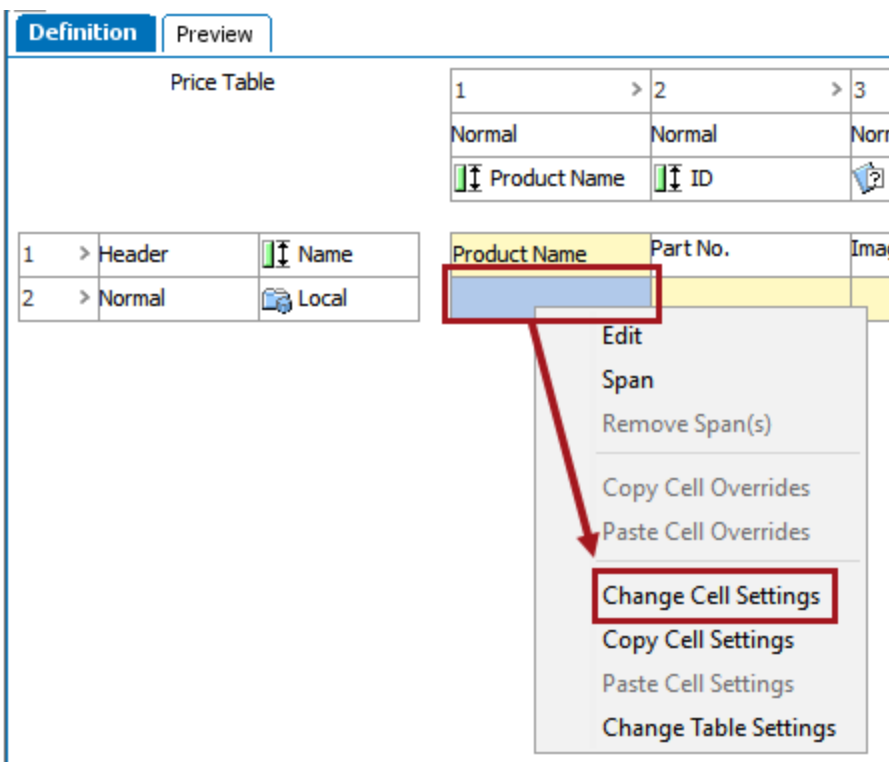 Definition Preview
Price Table
1 > 2 > 3
Normal Normal
Product Name ID
1 > Header Name Product Name Part No.
2 > Normal Local
Edit
Span
Remove Span(s)
Copy Cell Overrides
Paste Cell Overrides
Change Cell Settings
Copy Cell Settings
Paste Cell Settings
Change Table Settings